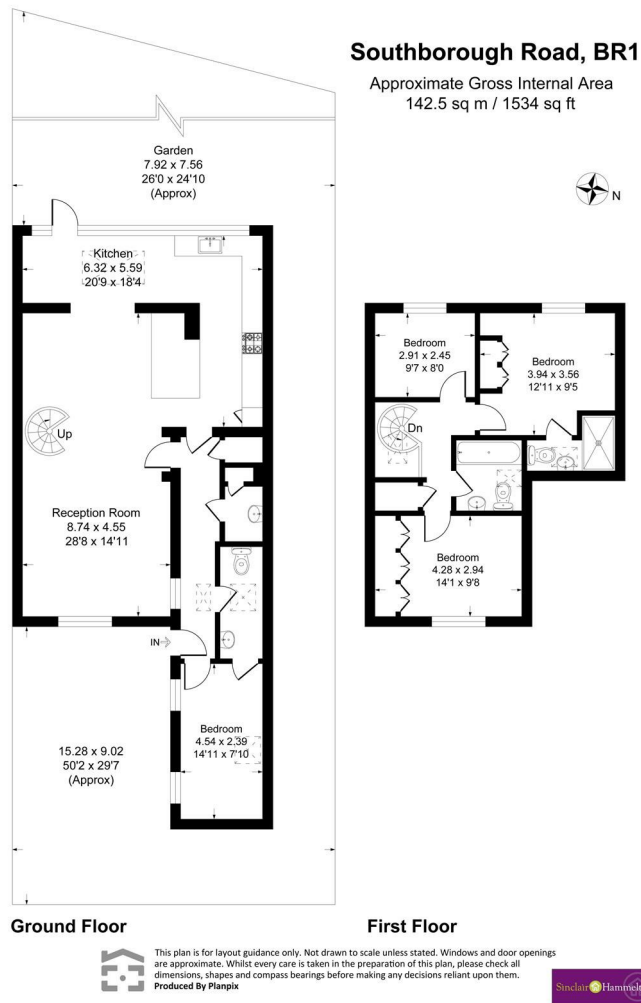 Southborough Road, BR1
Approximate Gross Internal Area
142.5 sq m / 1534 sq ft
N
Garden
7.92 x 7.56
26'0 x 24'10
(Approx)
Kitchen
6.32 x 5.59
20'9 x 18'4
Up
Reception Room
8.74 x 4.55
28'8 x 14'11
IN
Bedroom
4.54 x 2.39
14'11 x 7'10
15.28 x 9.02
50'2 x 29'7
(Approx)
Bedroom
2.91 x 2.45
9'7 x 8'0
Bedroom
3.94 x 3.56
12'11 x 9'5
Dn
Bedroom
4.28 x 2.94
14'1 x 9'8
Ground Floor
First Floor
This plan is for layout guidance only. Not drawn to scale unless stated. Windows and door openings
are approximate. Whilst every care is taken in the preparation of this plan, please check all
dimensions, shapes and compass bearings before making any decisions reliant upon them.
Produced By Planpix